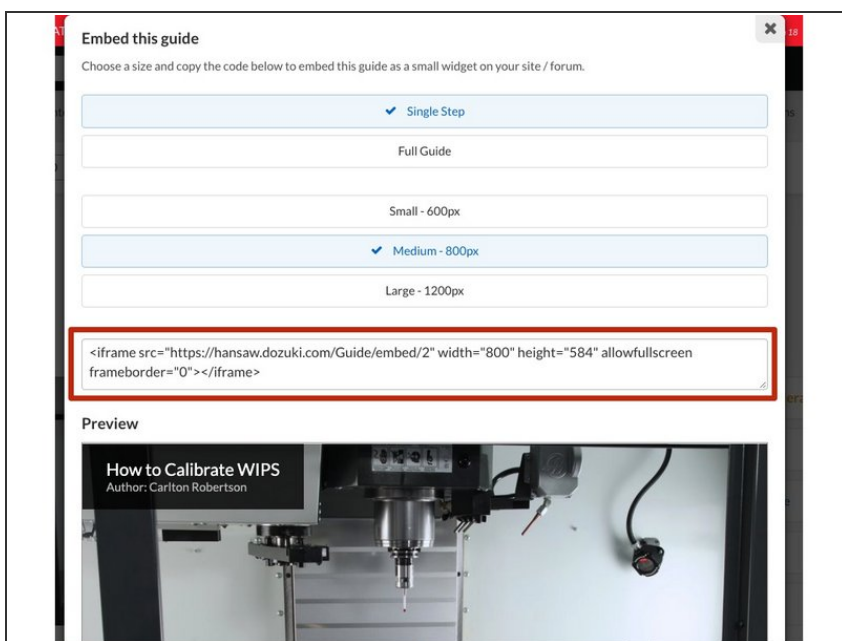 Embed this guide
18
Choose a size and copy the code below to embed this guide as a small widget on your site / forum.
Single Step
Full Guide
Small - 600px
Medium - 800px
Large - 1200px
<iframe src="https://hansaw.dozuki.com/Guide/embed/2" width="800" height="584" allowfullscreen
frameborder="0"></iframe>
Preview
How to Calibrate WIPS
Author: Carlton Robertson